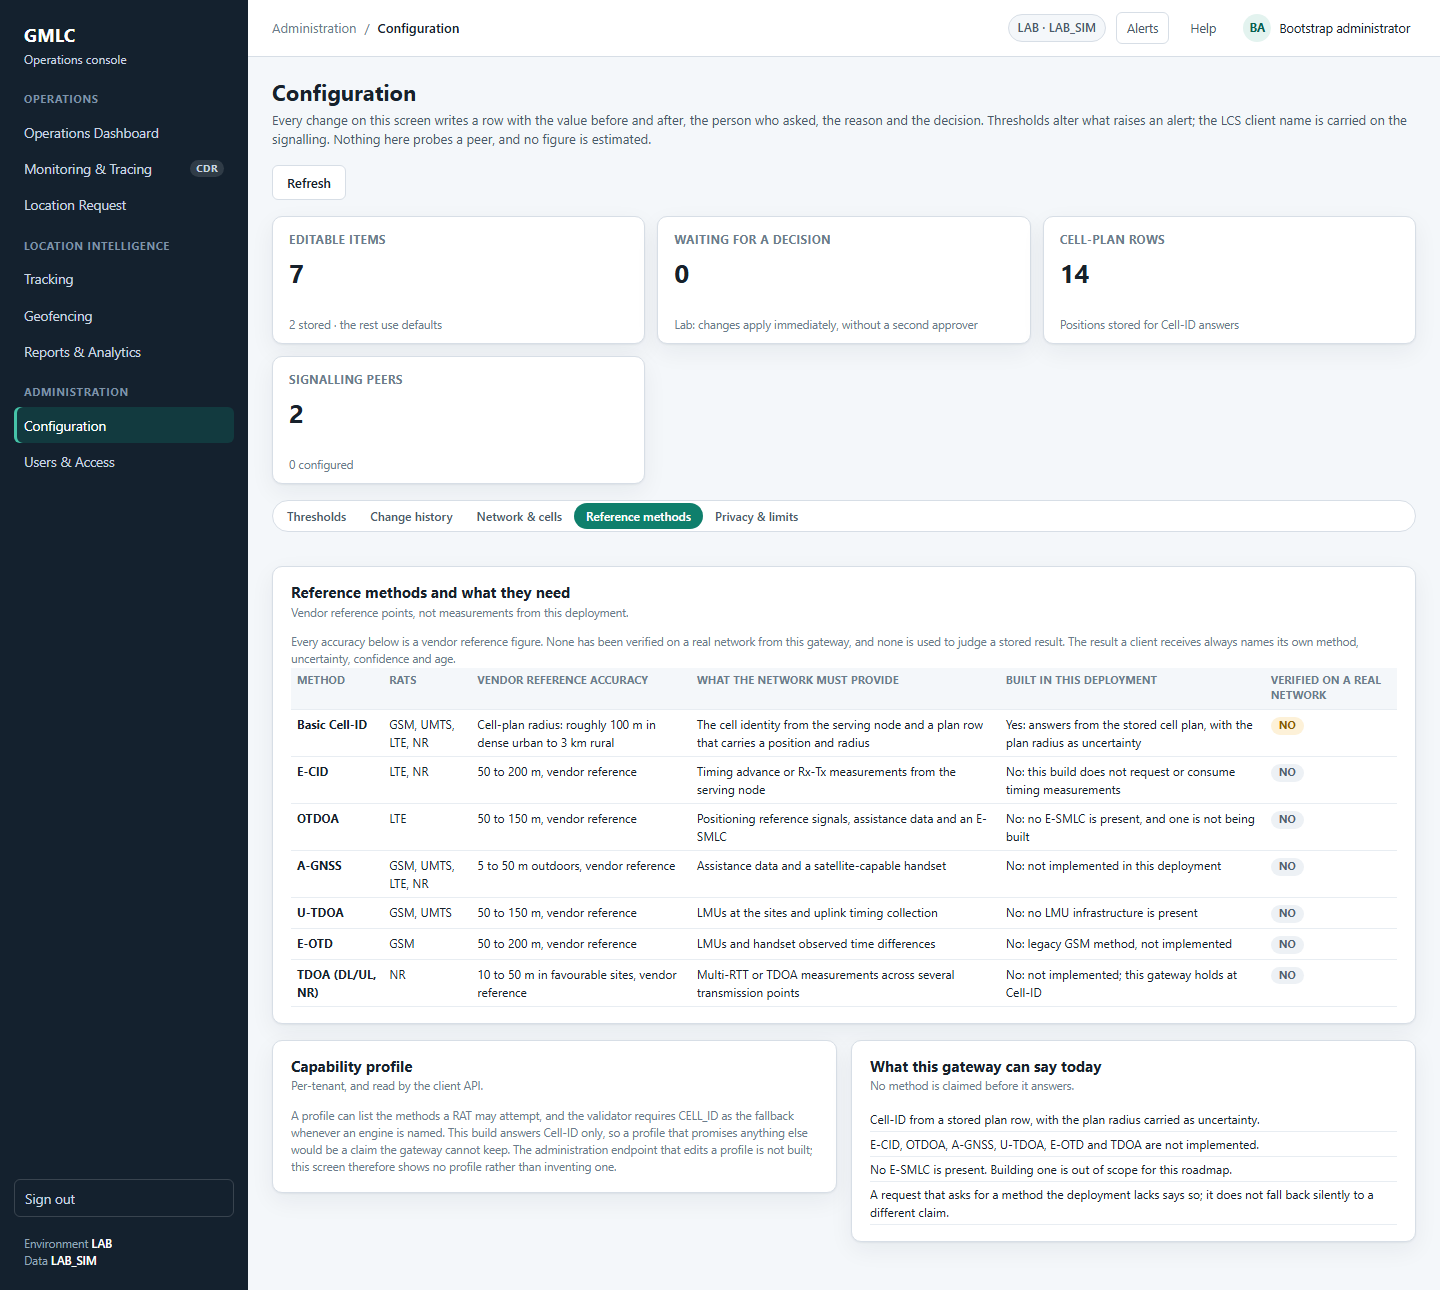 GMLC
Operations console
OPERATIONS
Operations Dashboard
Monitoring & Tracing CDR
Location Request
LOCATION INTELLIGENCE
Tracking
Geofencing
Reports & Analytics
ADMINISTRATION
Configuration
Users & Access
Sign out
Environment LAB
Data LAB_SIM
Administration / Configuration
LAB · LAB_SIM Alerts Help BA Bootstrap administrator
Configuration
Every change on this screen writes a row with the value before and after, the person who asked, the reason and the decision. Thresholds alter what raises an alert; the LCS client name is carried on the
signalling. Nothing here probes a peer, and no figure is estimated.
Refresh
EDITABLE ITEMS
7
2 stored · the rest use defaults
WAITING FOR A DECISION
0
Lab: changes apply immediately, without a second approver
CELL-PLAN ROWS
14
Positions stored for Cell-ID answers
SIGNALLING PEERS
2
0 configured
Thresholds Change history Network & cells Reference methods Privacy & limits
Reference methods and what they need
Vendor reference points, not measurements from this deployment.
Every accuracy below is a vendor reference figure. None has been verified on a real network from this gateway, and none is used to judge a stored result. The result a client receives always names its own method,
uncertainty, confidence and age.
METHOD RATS VENDOR REFERENCE ACCURACY WHAT THE NETWORK MUST PROVIDE BUILT IN THIS DEPLOYMENT VERIFIED ON A REAL
NETWORK
Basic Cell-ID GSM, UMTS, Cell-plan radius: roughly 100 m in The cell identity from the serving node and a plan row Yes: answers from the stored cell plan, with the NO
LTE, NR dense urban to 3 km rural that carries a position and radius plan radius as uncertainty
E-CID LTE, NR 50 to 200 m, vendor reference Timing advance or Rx-Tx measurements from the No: this build does not request or consume NO
serving node timing measurements
OTDOA LTE 50 to 150 m, vendor reference Positioning reference signals, assistance data and an E- No: no E-SMLC is present, and one is not being NO
SMLC built
A-GNSS GSM, UMTS, 5 to 50 m outdoors, vendor reference Assistance data and a satellite-capable handset No: not implemented in this deployment NO
LTE, NR
U-TDOA GSM, UMTS 50 to 150 m, vendor reference LMUs at the sites and uplink timing collection No: no LMU infrastructure is present NO
E-OTD GSM 50 to 200 m, vendor reference LMUs and handset observed time differences No: legacy GSM method, not implemented NO
TDOA (DL/UL, NR 10 to 50 m in favourable sites, vendor Multi-RTT or TDOA measurements across several No: not implemented; this gateway holds at NO
NR) reference transmission points Cell-ID
Capability profile
Per-tenant, and read by the client API.
A profile can list the methods a RAT may attempt, and the validator requires CELL_ID as the fallback
whenever an engine is named. This build answers Cell-ID only, so a profile that promises anything else
would be a claim the gateway cannot keep. The administration endpoint that edits a profile is not built;
this screen therefore shows no profile rather than inventing one.
What this gateway can say today
No method is claimed before it answers.
Cell-ID from a stored plan row, with the plan radius carried as uncertainty.
E-CID, OTDOA, A-GNSS, U-TDOA, E-OTD and TDOA are not implemented.
No E-SMLC is present. Building one is out of scope for this roadmap.
A request that asks for a method the deployment lacks says so; it does not fall back silently to a
different claim.